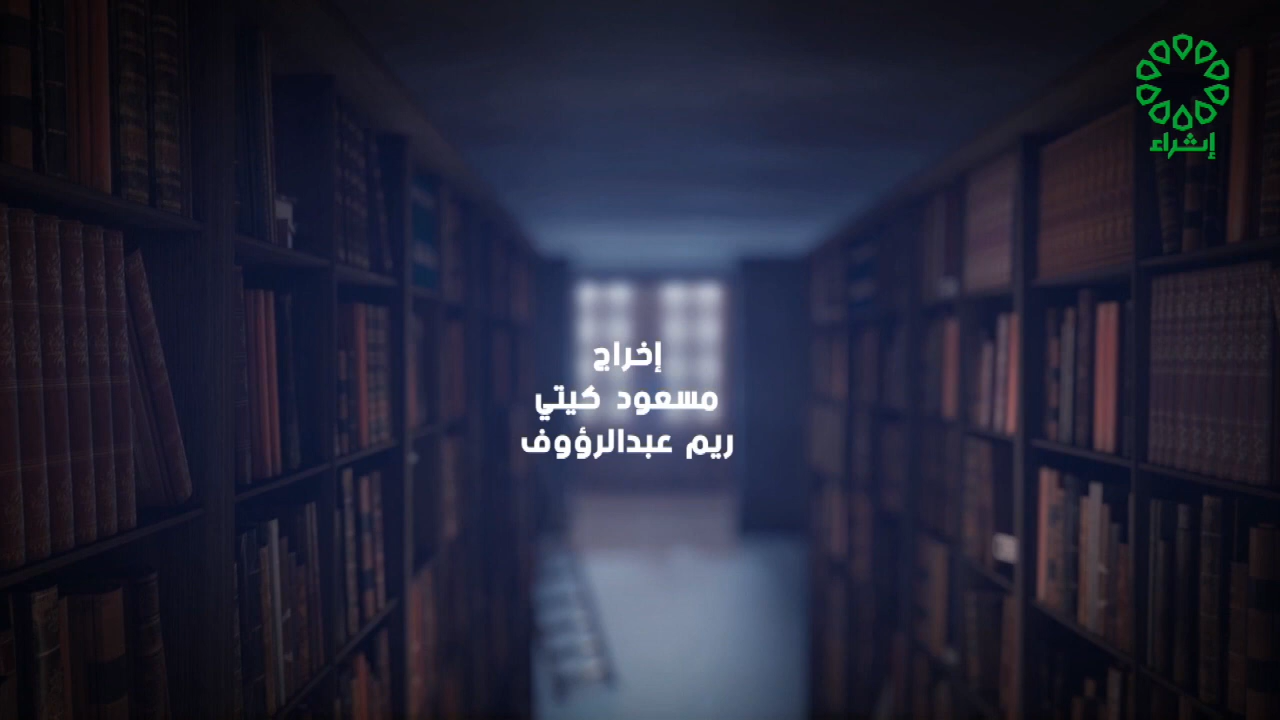 إثراء
إخراج
مسعود كيتي
ريم عبدالرؤوف